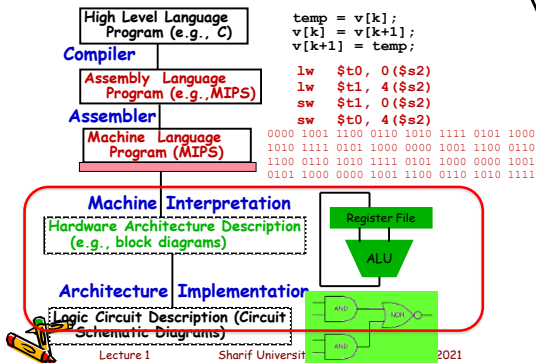 High Level Language
Program (e.g., C)
temp = v[k];
v[k] = v[k+1];
v[k+1] = temp;
Compiler
Assembly Language
Program (e.g.,MIPS)
lw $t0, 0($s2)
lw $t1, 4($s2)
sw $t1, 0($s2)
sw $t0, 4($s2)
Assembler
Machine Language
Program (MIPS)
0000 1001 1100 0110 1010 1111 0101 1000
1010 1111 0101 1000 0000 1001 1100 0110
1100 0110 1010 1111 0101 1000 0000 1001
0101 1000 0000 1001 1100 0110 1010 1111
Machine Interpretation
Hardware Architecture Description
(e.g., block diagrams)
Register File
ALU
Architecture Implementation
Logic Circuit Description (Circuit
Schematic Diagrams)
AND
NOR
AND
Lecture 1
Sharif Universit
2021